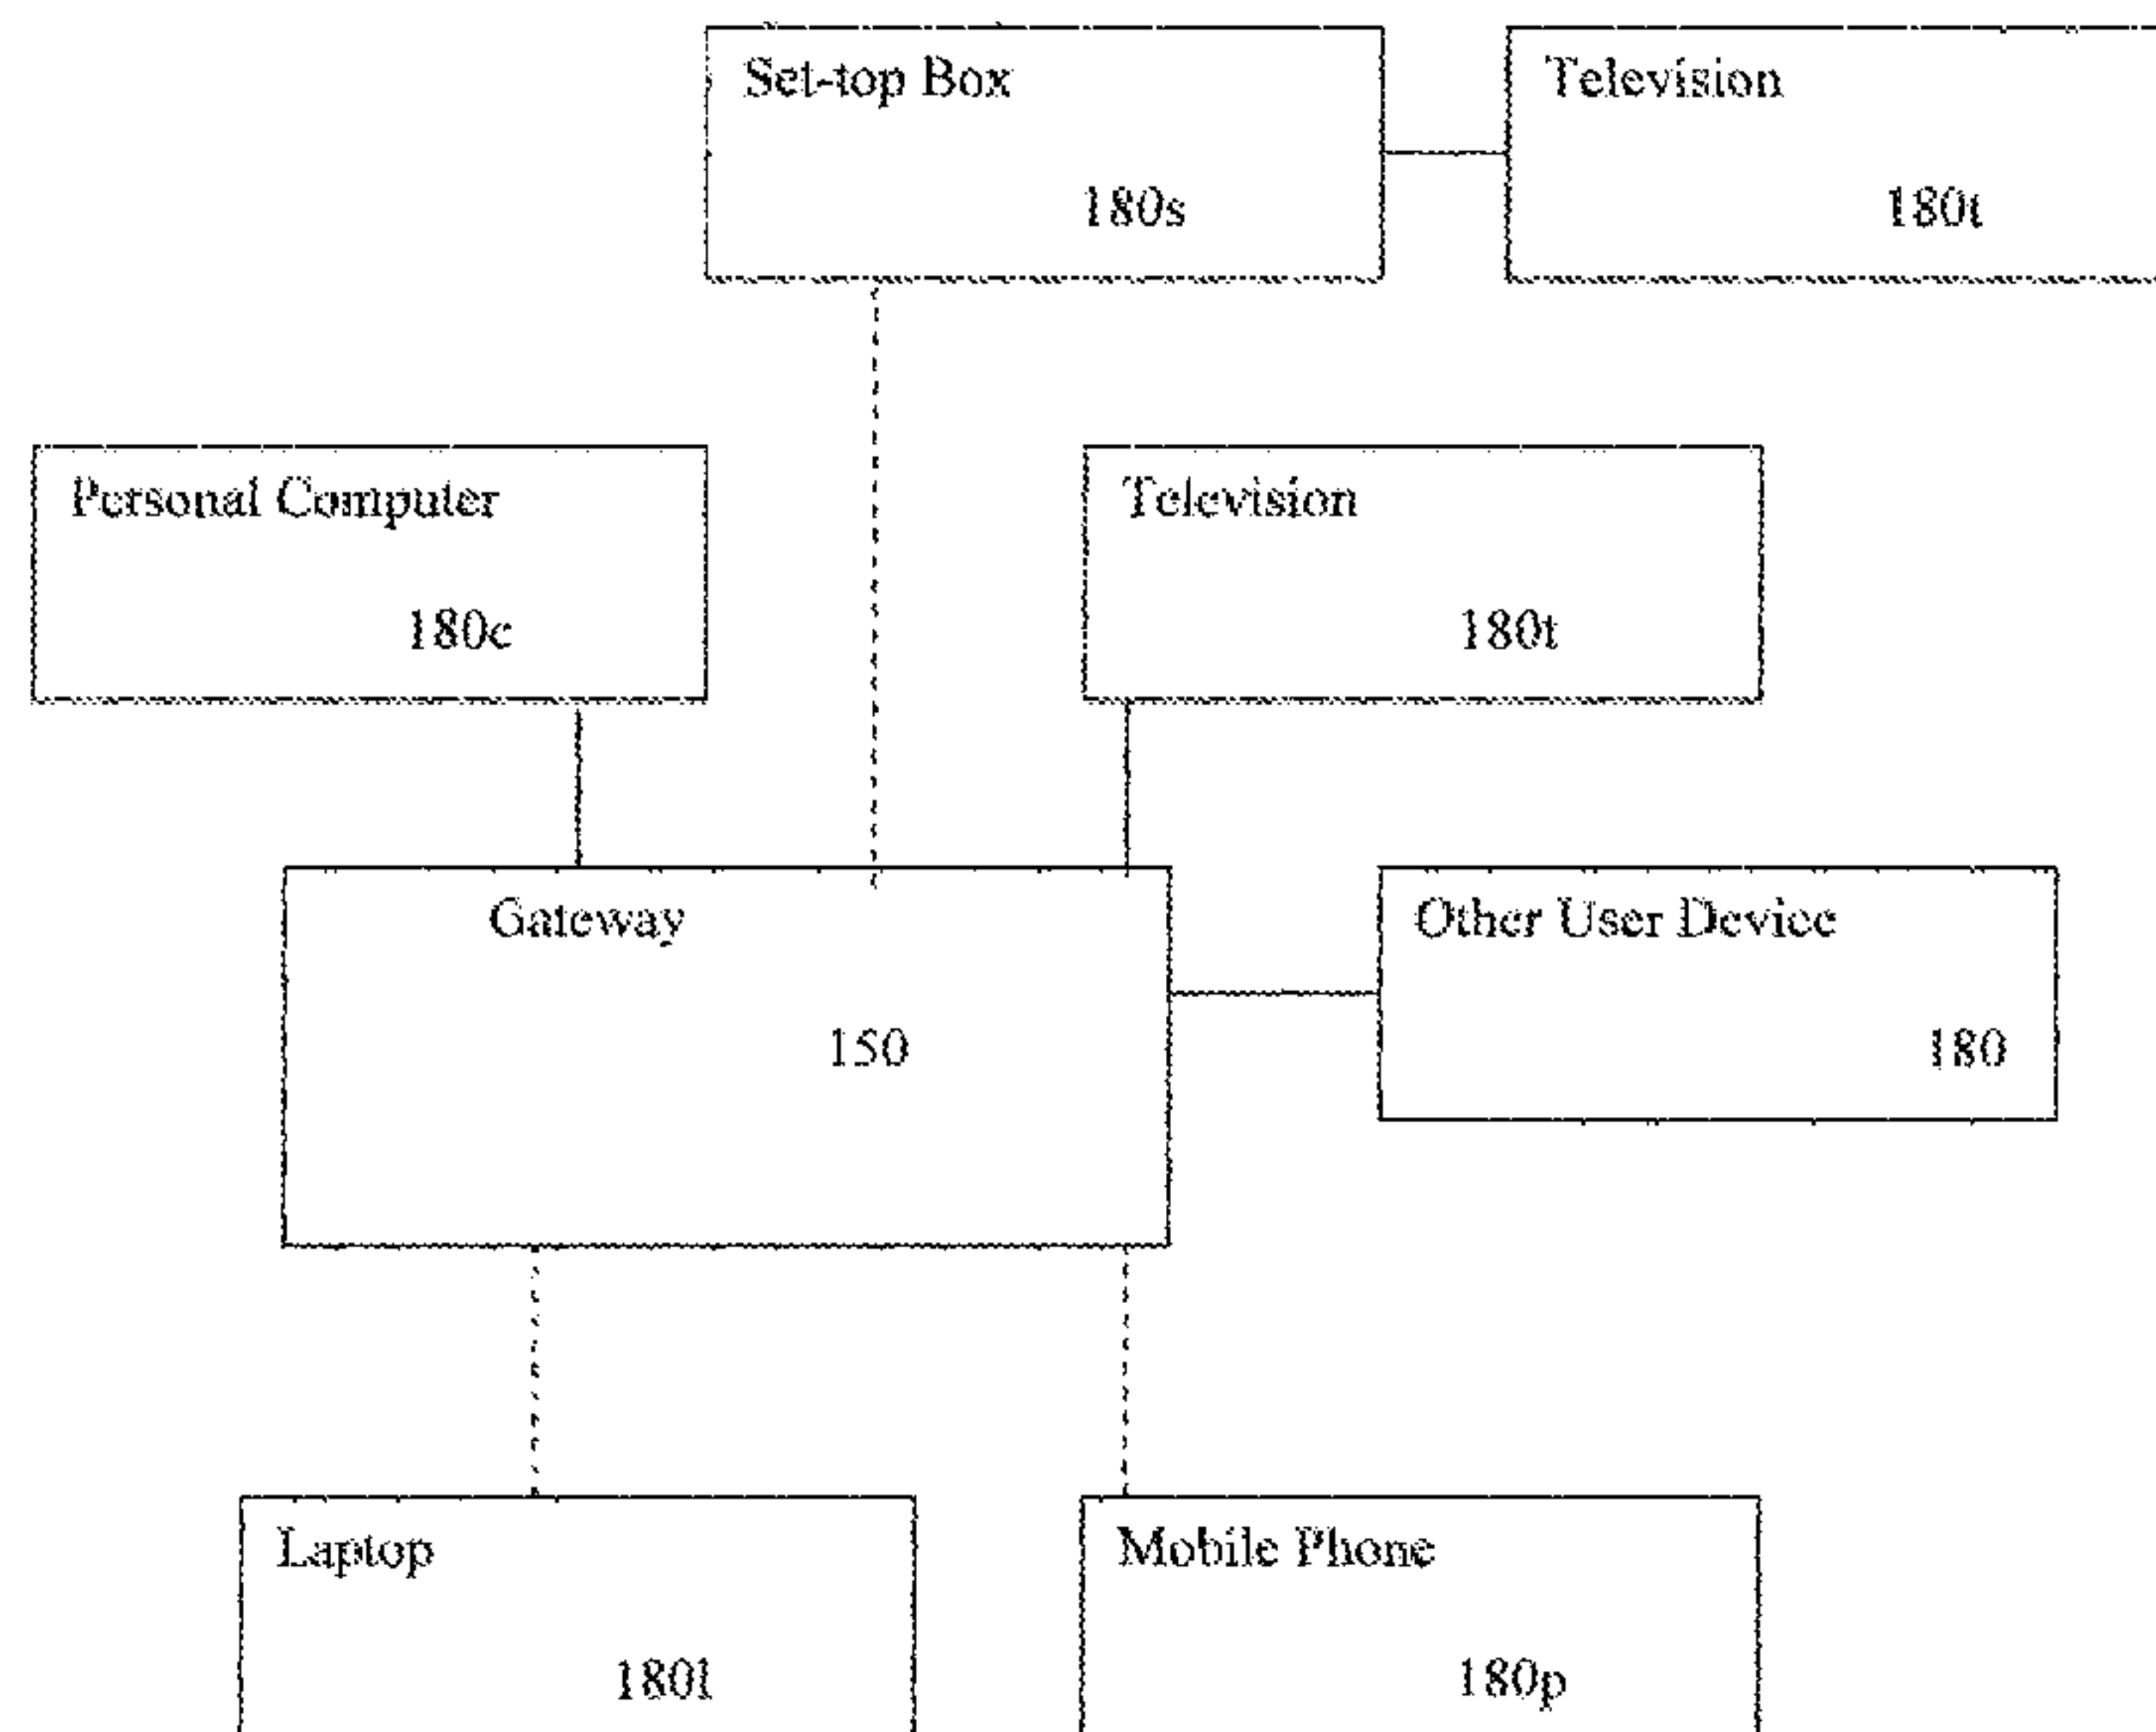 Set-top Box
180s
Television
180t
Personal Computer
180c
Television
180t
Gateway
150
Other User Device
180
Laptop
180l
Mobile Phone
180p